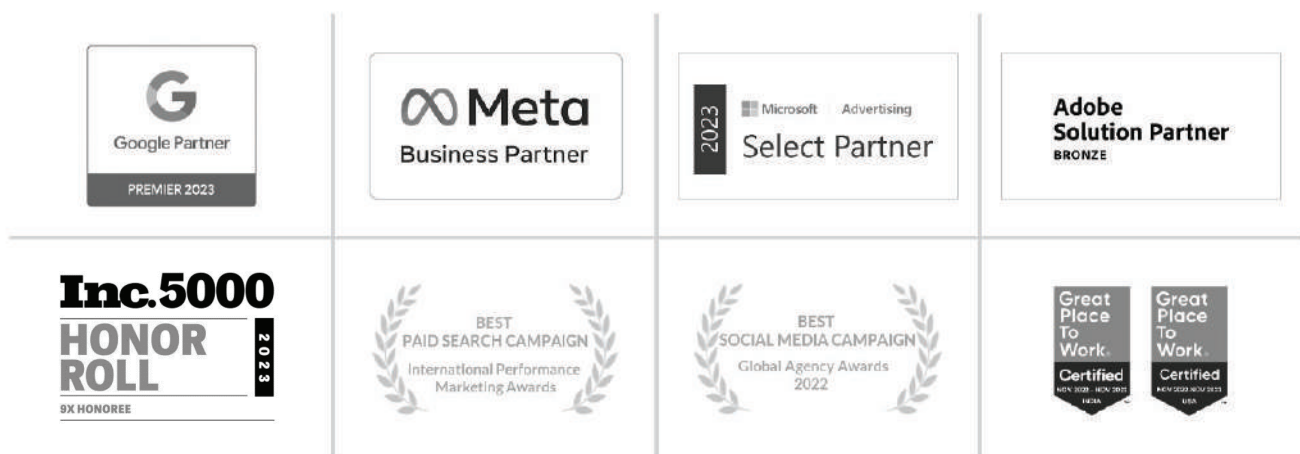 Google Partner
PREMIER 2023
Meta
Business Partner
2023
Microsoft Advertising
Select Partner
Adobe
Solution Partner
BRONZE
Inc.5000
HONOR
ROLL
2023
9X HONOREE
BEST
PAID SEARCH CAMPAIGN
International Performance
Marketing Awards
BEST
SOCIAL MEDIA CAMPAIGN
Global Agency Awards
2022
Great
Place
To
Work.
Certified
INDIA
Great
Place
To
Work.
Certified
USA